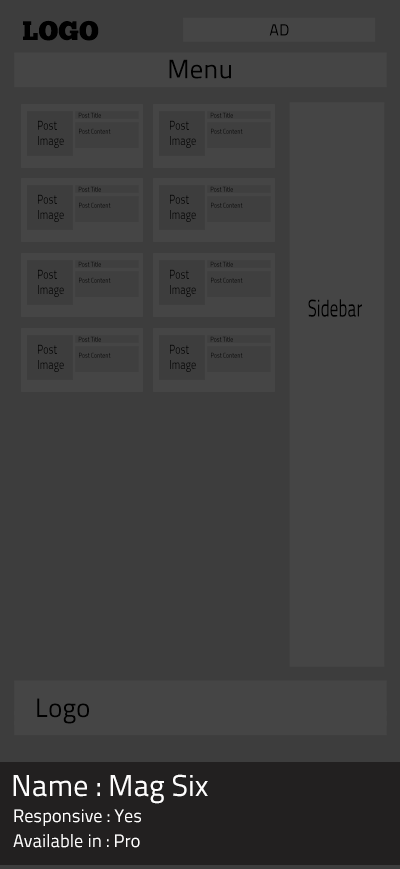 LOGO
AD
Menu
Post Image
Post Title
Post Content
Post Image
Post Title
Post Content
Post Image
Post Title
Post Content
Post Image
Post Title
Post Content
Post Image
Post Title
Post Content
Post Image
Post Title
Post Content
Post Image
Post Title
Post Content
Post Image
Post Title
Post Content
Sidebar
Logo
Name : Mag Six
Responsive : Yes
Available in : Pro